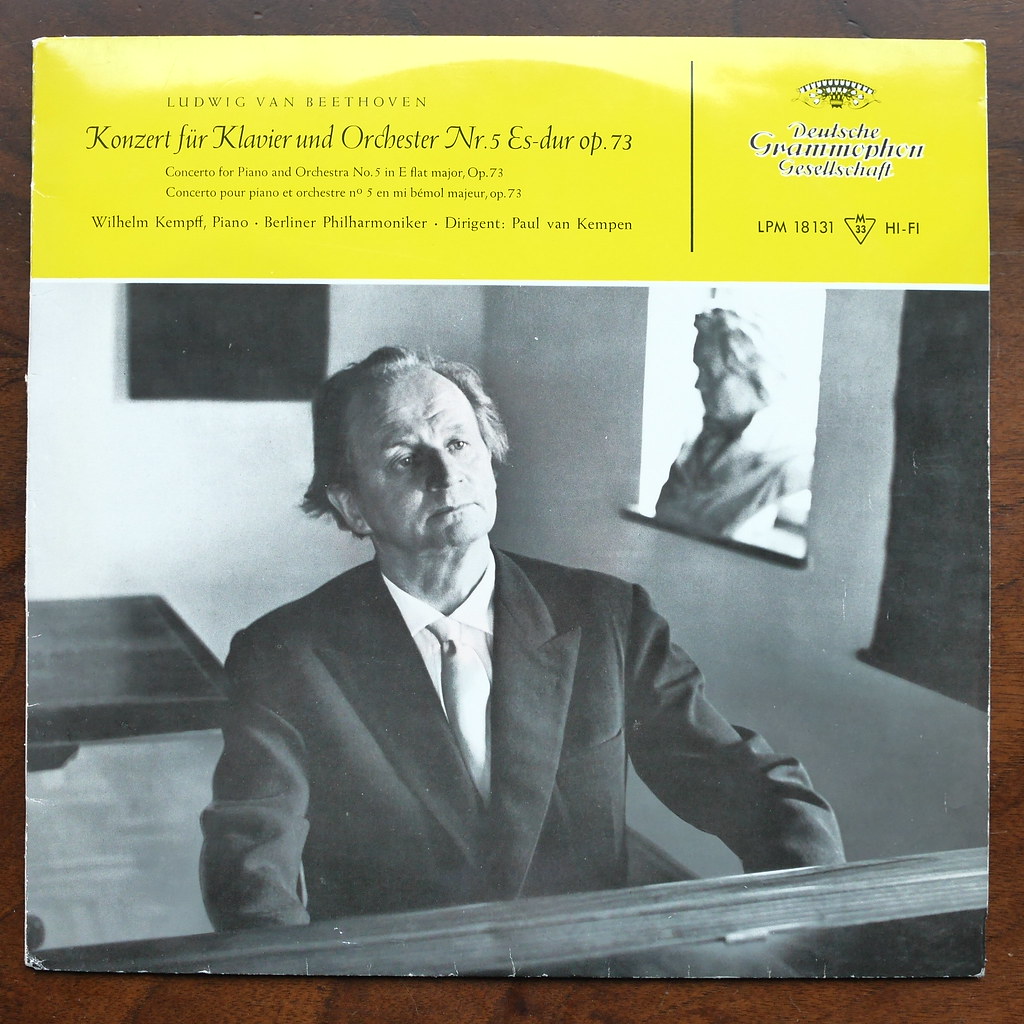 LUDWIG VAN BEETHOVEN
Konzert für Klavier und Orchester Nr. 5 Es-dur op. 73
Concerto for Piano and Orchestra No. 5 in E flat major, Op. 73
Concerto pour piano et orchestre nº 5 en mi bémol majeur, op. 73
Wilhelm Kempff, Piano · Berliner Philharmoniker · Dirigent: Paul van Kempen
Deutsche
Grammophon
Gesellschaft
LPM 18131 M 33 HI-FI